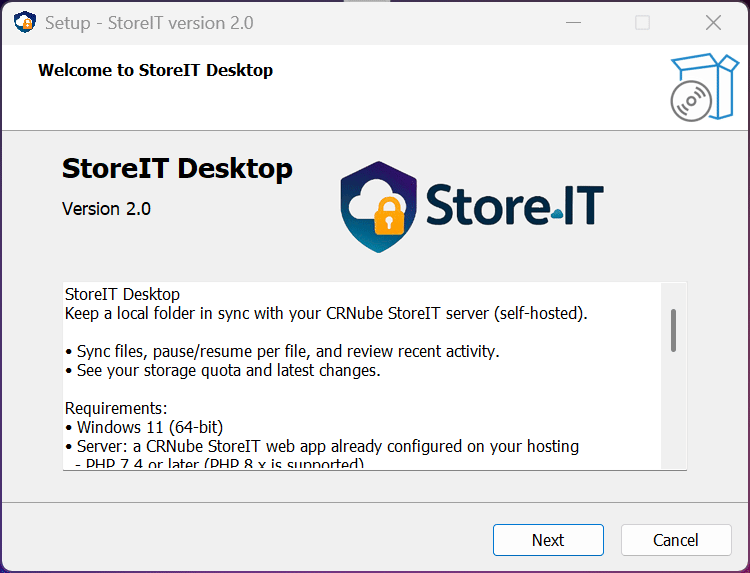 Setup - StoreIT version 2.0
Welcome to StoreIT Desktop
StoreIT Desktop
Version 2.0
Store.IT
StoreIT Desktop
Keep a local folder in sync with your CRNube StoreIT server (self-hosted).
• Sync files, pause/resume per file, and review recent activity.
• See your storage quota and latest changes.
Requirements:
• Windows 11 (64-bit)
• Server: a CRNube StoreIT web app already configured on your hosting
- PHP 7.4 or later (PHP 8.x is supported)
Next
Cancel